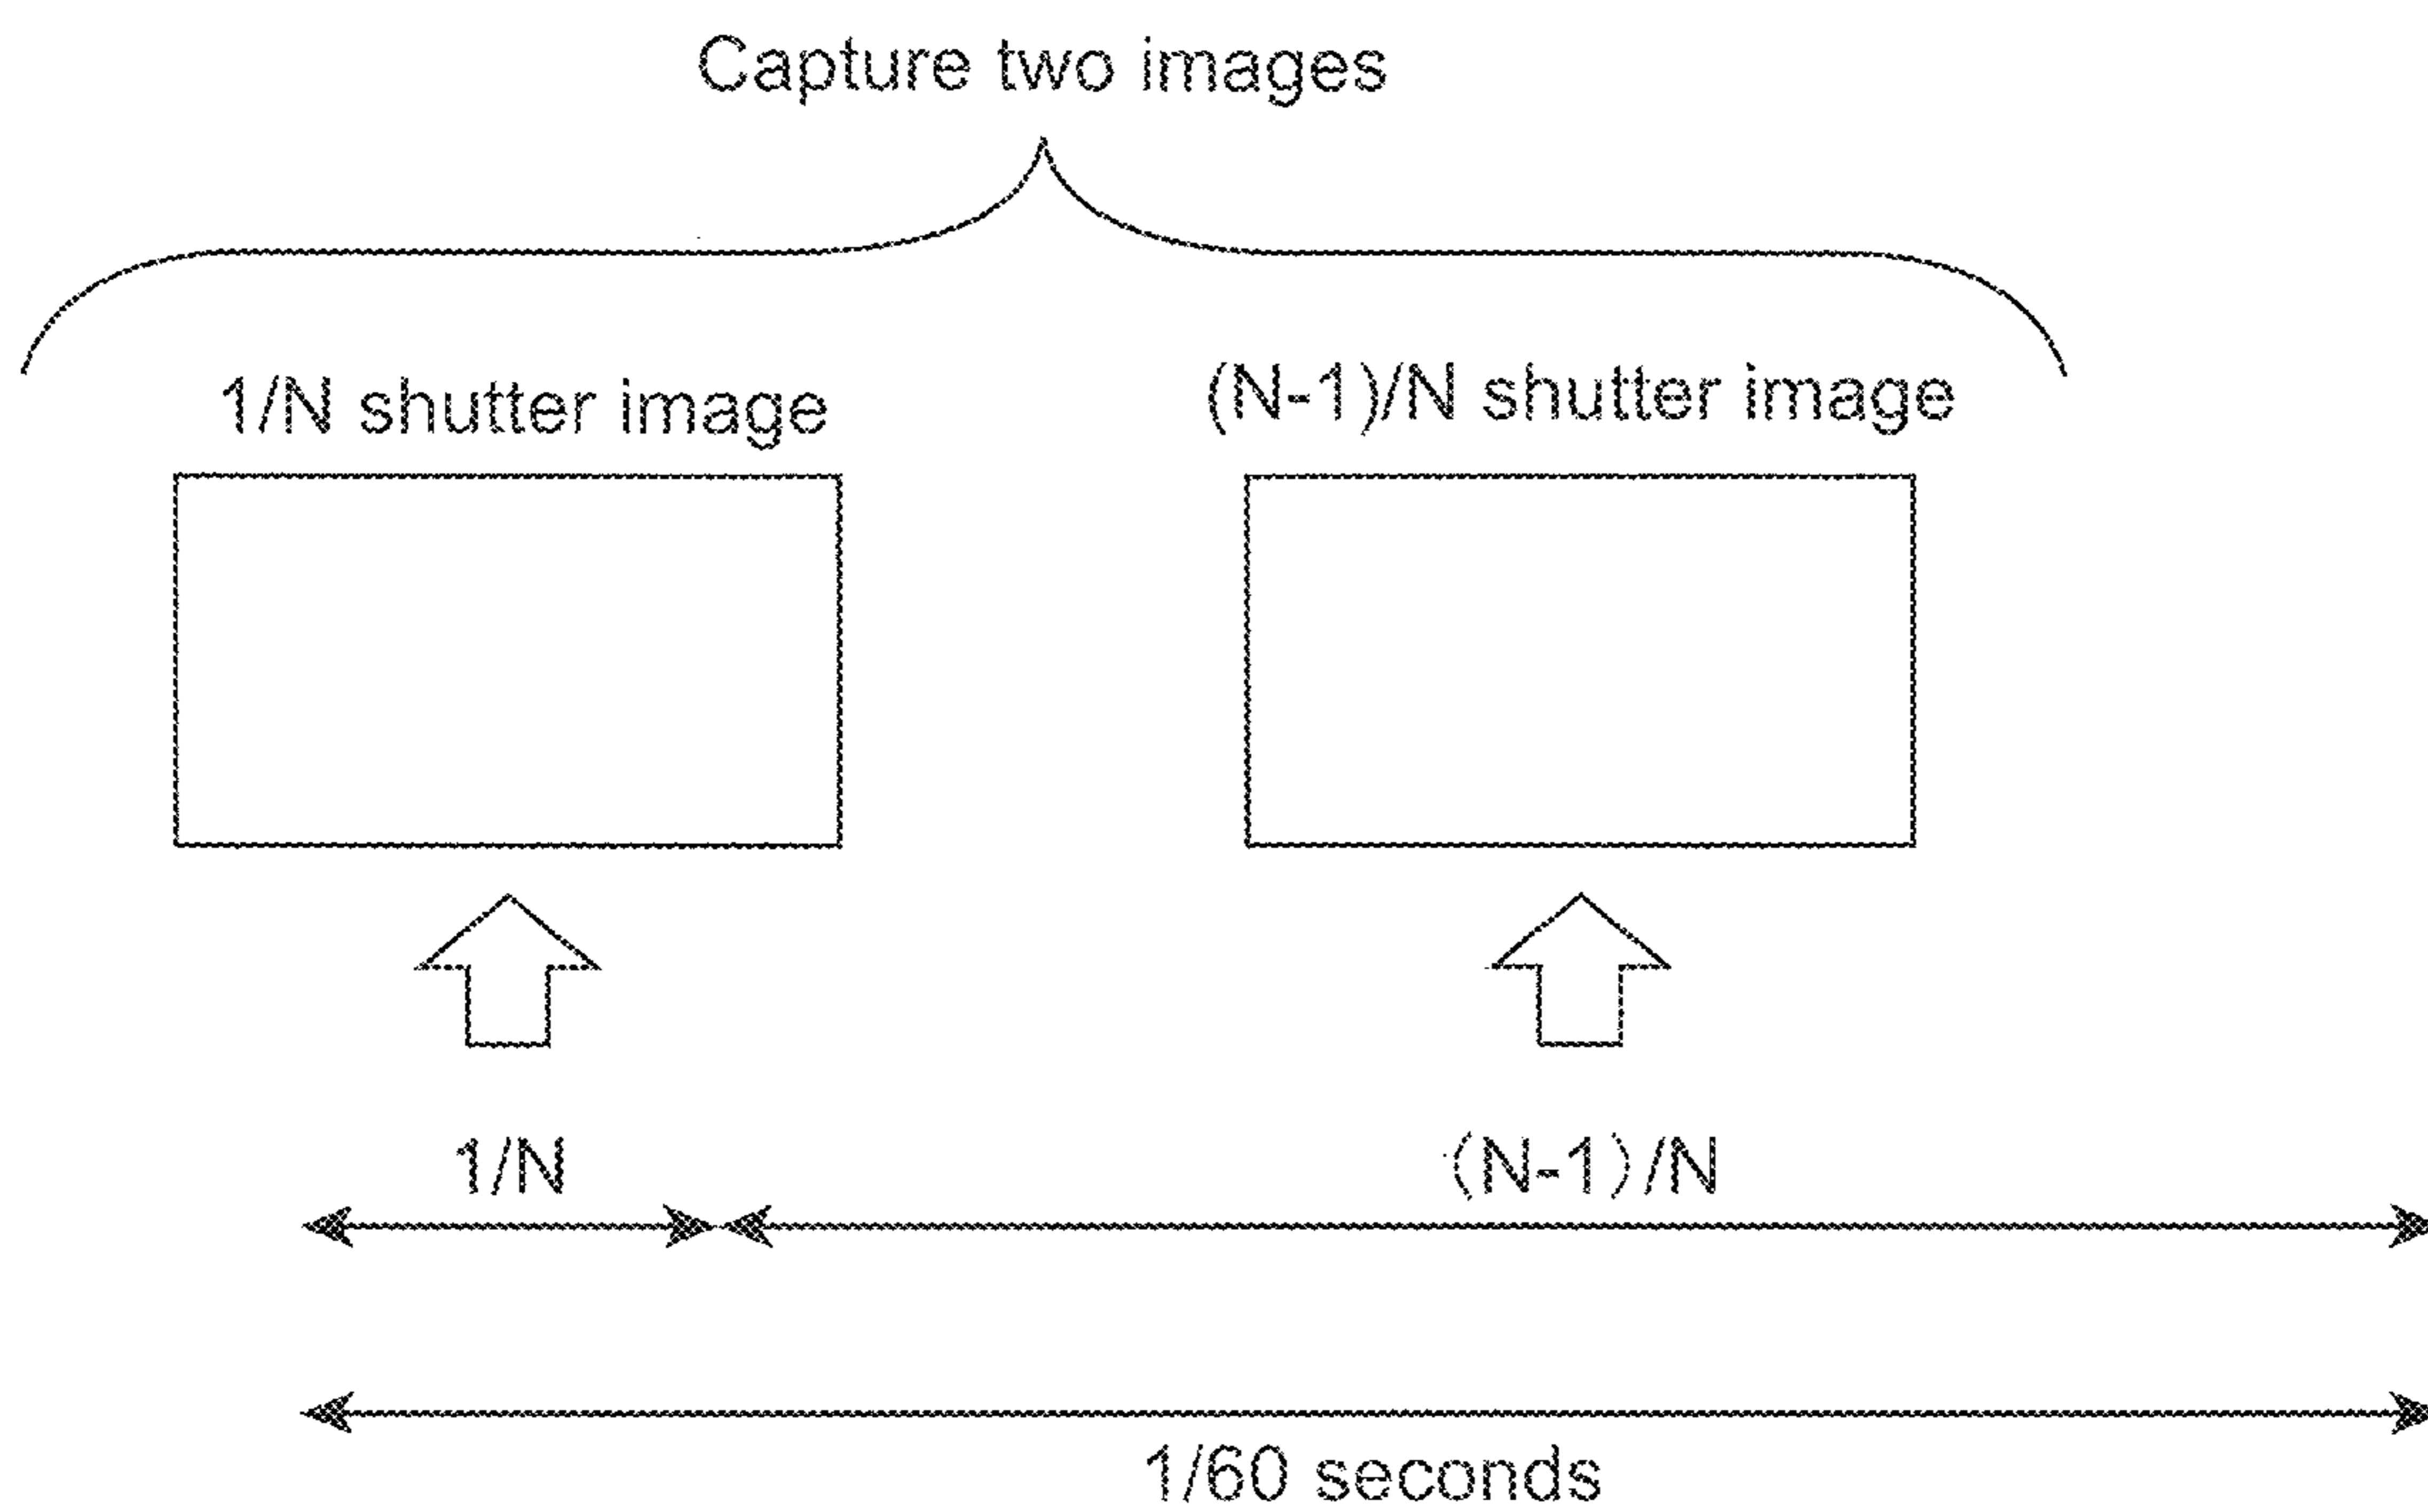 Capture two images
1/N shutter image
(N-1)/N shutter image
1/N
(N-1)/N
1/60 seconds